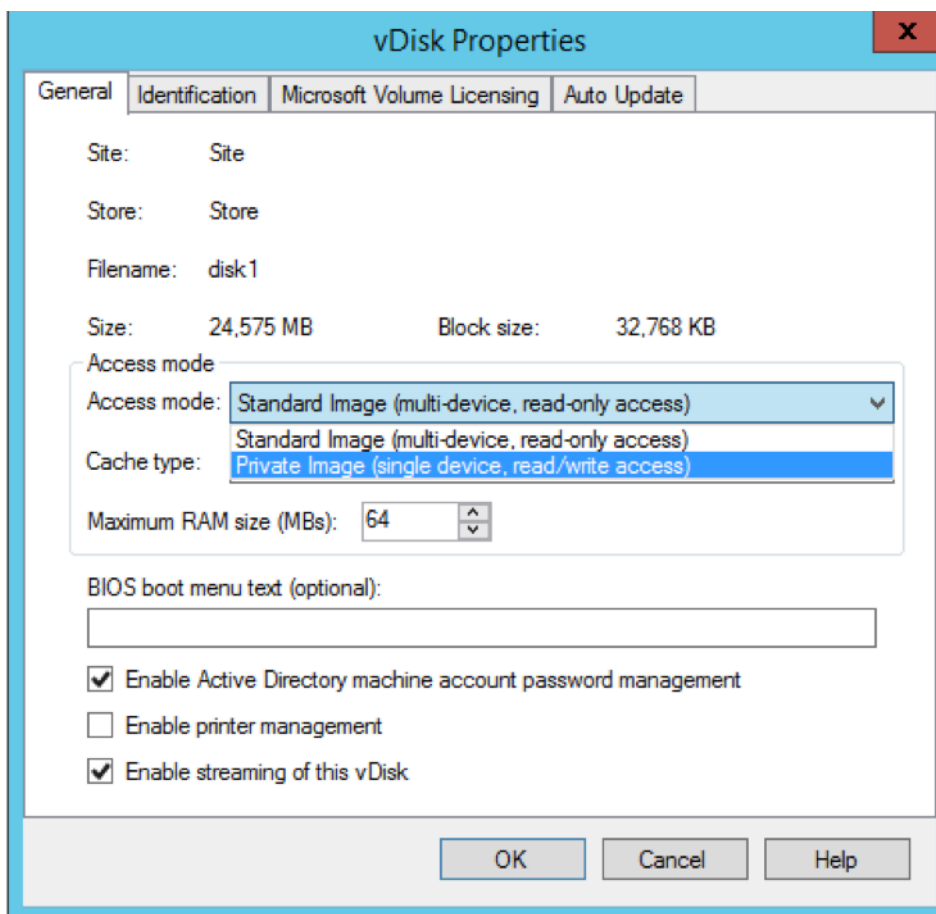 vDisk Properties
x
General Identification Microsoft Volume Licensing Auto Update
Site: Site
Store: Store
Filename: disk1
Size: 24,575 MB Block size: 32,768 KB
Access mode
Access mode: Standard Image (multi-device, read-only access)
Standard Image (multi-device, read-only access)
Cache type: Private Image (single device, read/write access)
Maximum RAM size (MBs): 64
BIOS boot menu text (optional):
Enable Active Directory machine account password management
Enable printer management
Enable streaming of this vDisk
OK Cancel Help